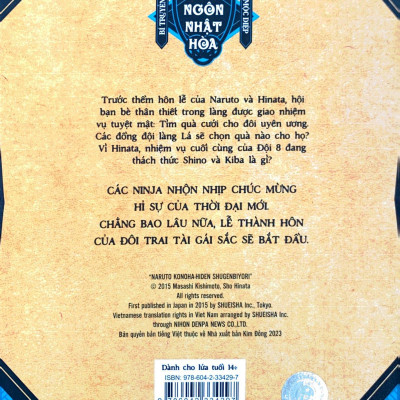 BÍ TRUYỆN
MỘC DIỆP
NGÔN
NHẬT
HÒA
Trước thềm hôn lễ của Naruto và Hinata, hội
bạn bè thân thiết trong làng được giao nhiệm
vụ tuyệt mật: Tìm quà cưới cho đôi uyên ương.
Các đồng đội làng Lá sẽ chọn quà nào cho họ?
Vì Hinata, nhiệm vụ cuối cùng của Đội 8 đang
thách thức Shino và Kiba là gì?
CÁC NINJA NHỘN NHỊP CHÚC MỪNG
HỈ SỰ CỦA THỜI ĐẠI MỚI
CHẲNG BAO LÂU NỮA, LỄ THÀNH HÔN
CỦA ĐÔI TRAI TÀI GÁI SẮC SẼ BẮT ĐẦU.
"NARUTO KONOHA-HIDEN SHUGENBIYORI"
© 2015 Masashi Kishimoto, Sho Hinata
All rights reserved.
First published in Japan in 2015 by SHUEISHA Inc., Tokyo.
Vietnamese translation rights in Viet Nam arranged by SHUEISHA Inc.
through NIHON DENPA NEWS CO.,LTD.
Bản quyền bản tiếng Việt thuộc về Nhà xuất bản Kim Đồng 2023
Dành cho lứa tuổi 14+
ISBN: 978-604-2-33429-7